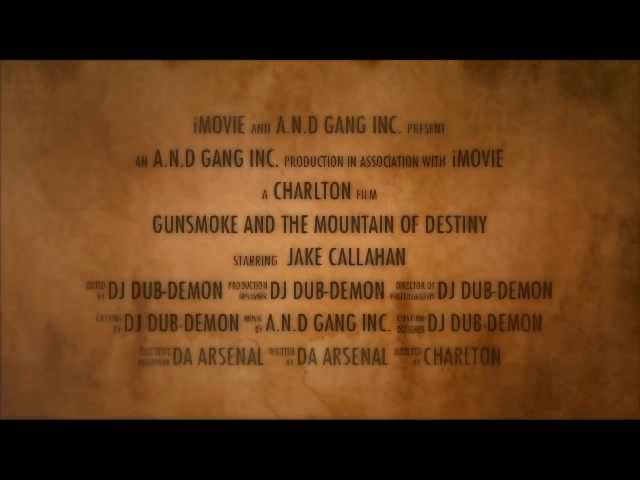 iMOVIE AND A.N.D GANG INC. PRESENT
AN A.N.D GANG INC. PRODUCTION IN ASSOCIATION WITH iMOVIE
A CHARLTON FILM
GUNSMOKE AND THE MOUNTAIN OF DESTINY
STARRING JAKE CALLAHAN
EDITED BY DJ DUB-DEMON PRODUCTION DESIGNER DJ DUB-DEMON DIRECTOR OF PHOTOGRAPHY DJ DUB-DEMON
CASTING BY DJ DUB-DEMON MUSIC BY A.N.D GANG INC. COSTUME DESIGNER DJ DUB-DEMON
EXECUTIVE PRODUCER DA ARSENAL WRITTEN BY DA ARSENAL DIRECTED BY CHARLTON